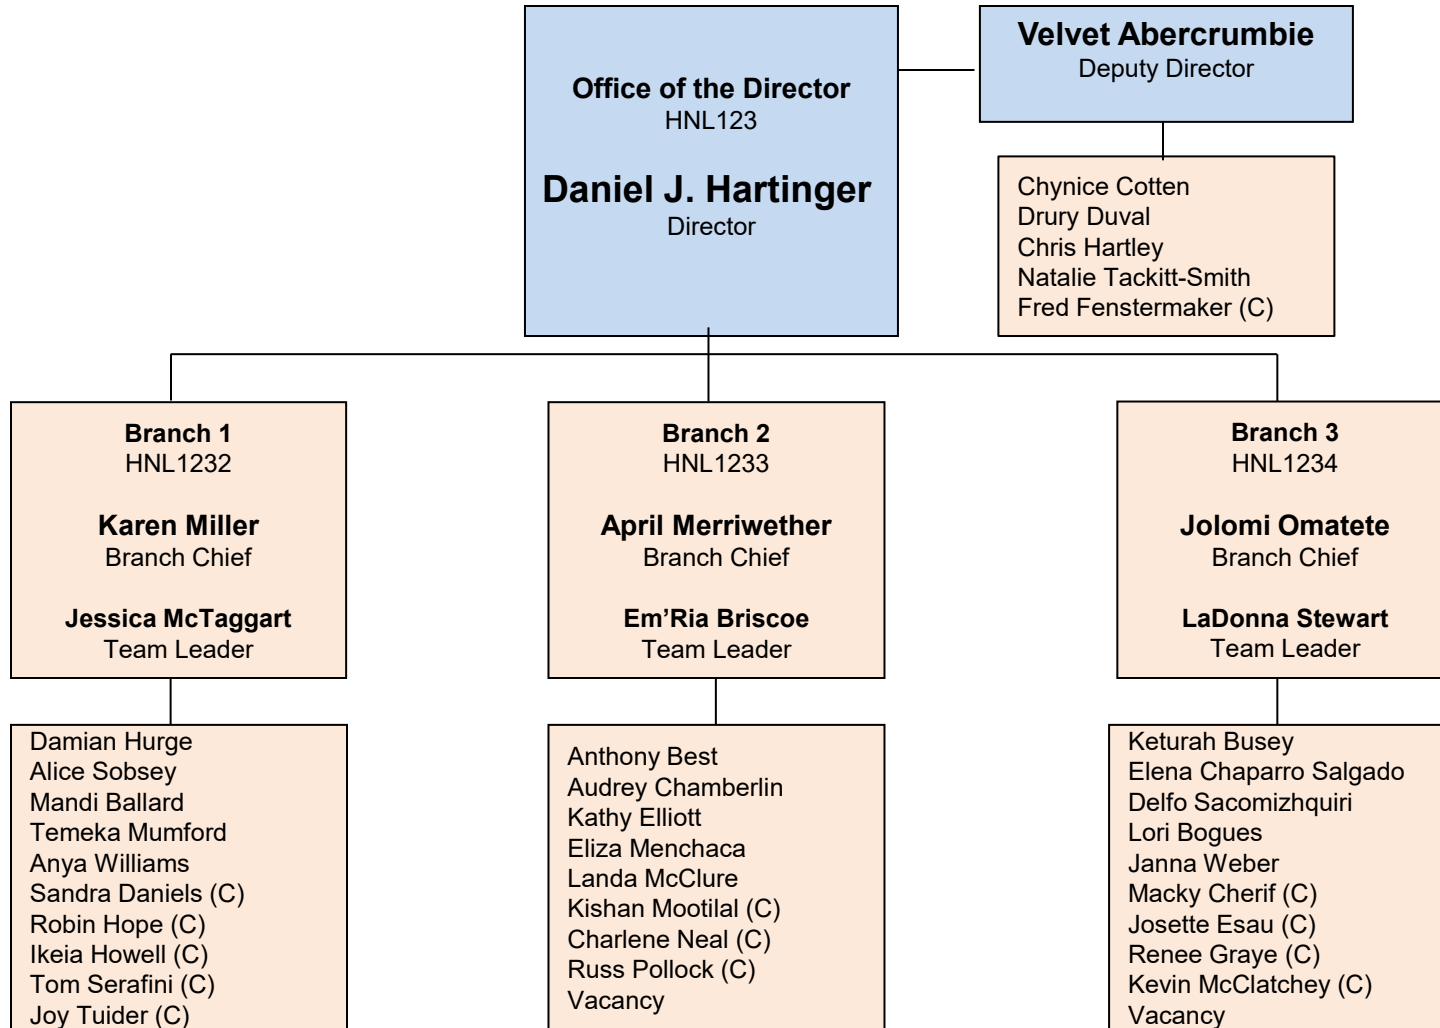 Office of the Director
HNL123
Daniel J. Hartinger
Director
Velvet Abercrumbie
Deputy Director
Chynice Cotten
Drury Duval
Chris Hartley
Natalie Tackitt-Smith
Fred Fenstermaker (C)
Branch 1
HNL1232
Karen Miller
Branch Chief
Jessica McTaggart
Team Leader
Damian Hurge
Alice Sobsey
Mandi Ballard
Temeka Mumford
Anya Williams
Sandra Daniels (C)
Robin Hope (C)
Ikeia Howell (C)
Tom Serafini (C)
Joy Tuider (C)
Branch 2
HNL1233
April Merriwether
Branch Chief
Em’Ria Briscoe
Team Leader
Anthony Best
Audrey Chamberlin
Kathy Elliott
Eliza Menchaca
Landa McClure
Kishan Mootilal (C)
Charlene Neal (C)
Russ Pollock (C)
Vacancy
Branch 3
HNL1234
Jolomi Omatete
Branch Chief
LaDonna Stewart
Team Leader
Keturah Busey
Elena Chaparro Salgado
Delfo Sacomizhquiri
Lori Bogues
Janna Weber
Macky Cherif (C)
Josette Esau (C)
Renee Graye (C)
Kevin McClatchey (C)
Vacancy